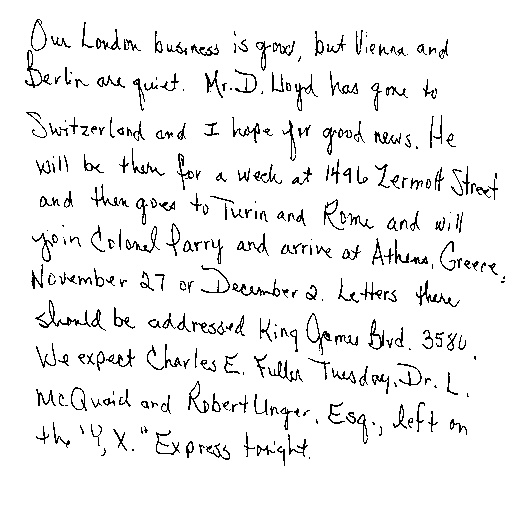 Our London business is good, but Vienna and
Berlin are quiet. Mr. D. Lloyd has gone to
Switzerland and I hope for good news. He
will be there for a week at 1496 Zermott Street
and then goes to Turin and Rome and will
join Colonel Parry and arrive at Athens, Greece,
November 27 or December 2. Letters there
should be addressed King James Blvd. 3580.
We expect Charles E. Fuller Tuesday. Dr. L.
McQuaid and Robert Unger, Esq., left on
the "Y, X." Express tonight.